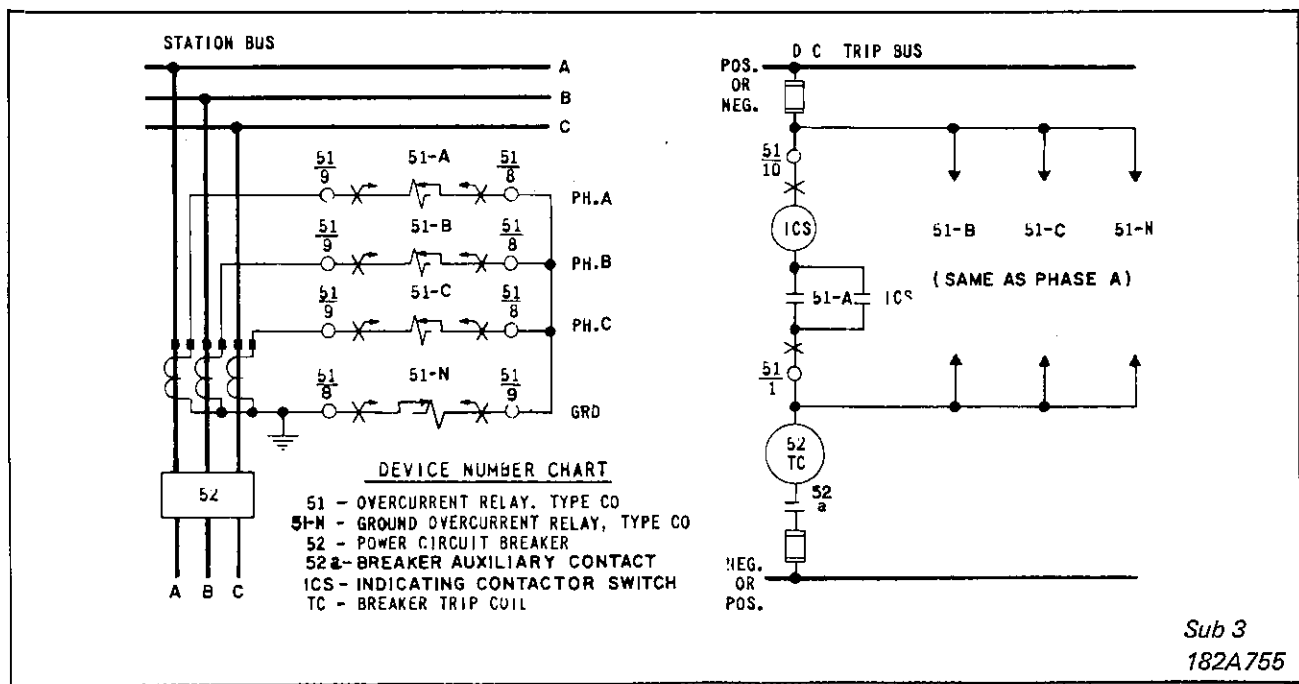 STATION BUS
A
B
C
51
9
51-A
51
8
PH.A
51
9
51-B
51
8
PH.B
51
9
51-C
51
8
PH.C
51
8
51-N
51
9
GRD
52
A B C
DEVICE NUMBER CHART
51 - OVERCURRENT RELAY. TYPE CO
51-N - GROUND OVERCURRENT RELAY, TYPE CO
52 - POWER CIRCUIT BREAKER
52a-BREAKER AUXILIARY CONTACT
ICS-INDICATING CONTACTOR SWITCH
TC - BREAKER TRIP COIL
D C TRIP BUS
POS.
OR
NEG.
51
10
ICS
51-B 51-C 51-N
(SAME AS PHASE A)
51-A ICS
51
1
52
TC
52
a
NEG.
OR
POS.
Sub 3
182A755